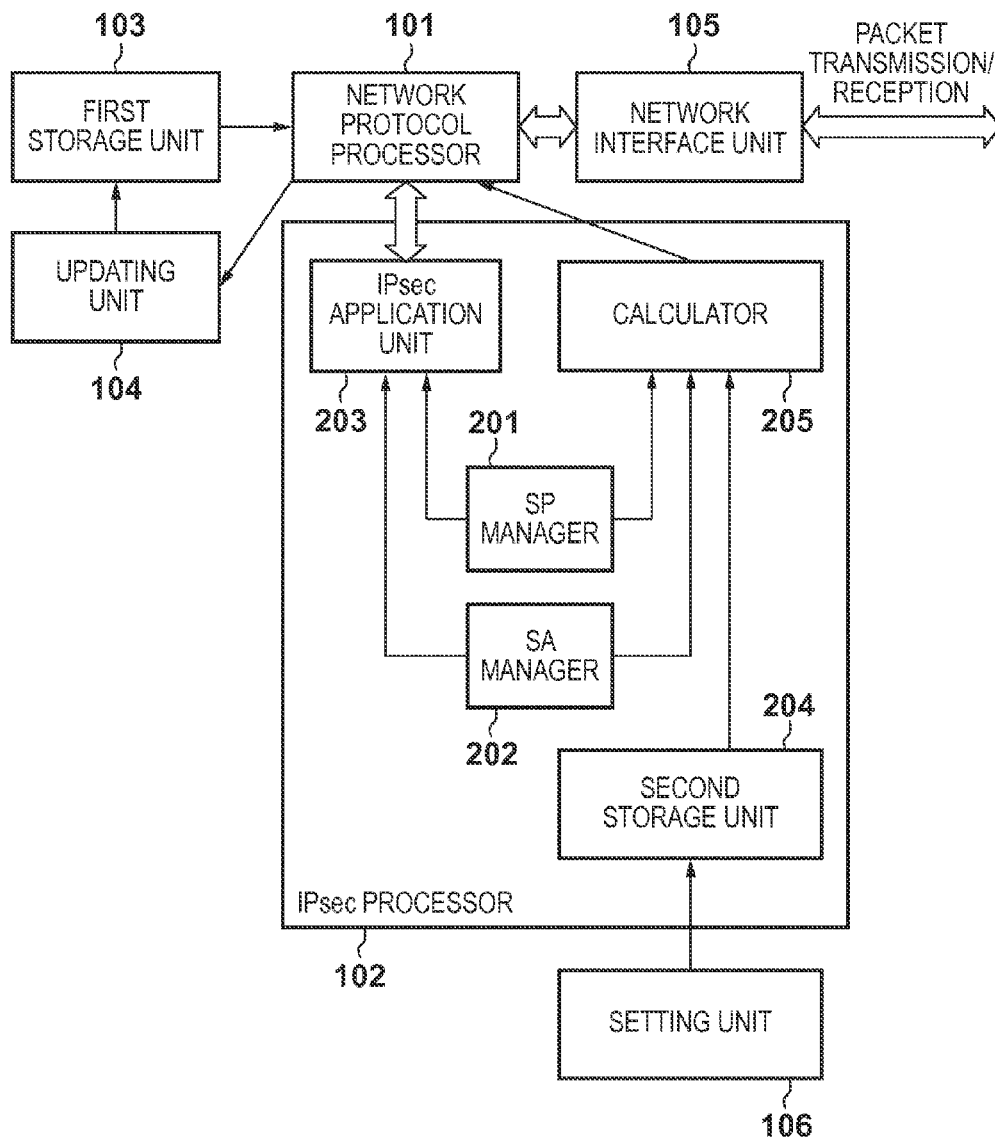 103
101
105
PACKET
TRANSMISSION/
RECEPTION
FIRST
STORAGE UNIT
NETWORK
PROTOCOL
PROCESSOR
NETWORK
INTERFACE UNIT
UPDATING
UNIT
104
IPsec
APPLICATION
UNIT
203
CALCULATOR
205
201
SP
MANAGER
SA
MANAGER
202
204
SECOND
STORAGE UNIT
IPsec PROCESSOR
102
SETTING UNIT
106